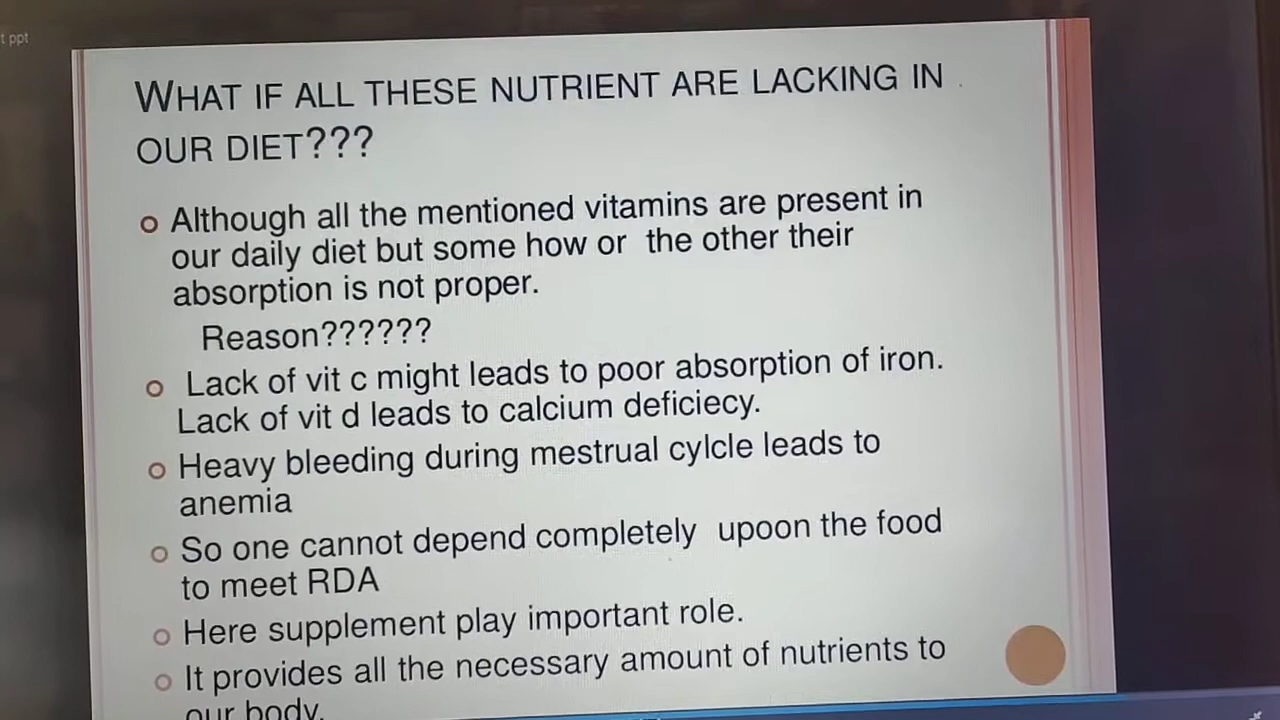 t ppt
WHAT IF ALL THESE NUTRIENT ARE LACKING IN
OUR DIET???
Although all the mentioned vitamins are present in
our daily diet but some how or the other their
absorption is not proper.
Reason??????
Lack of vit c might leads to poor absorption of iron.
Lack of vit d leads to calcium deficiecy.
Heavy bleeding during mestrual cylcle leads to
anemia
So one cannot depend completely upoon the food
to meet RDA
Here supplement play important role.
It provides all the necessary amount of nutrients to
our body.